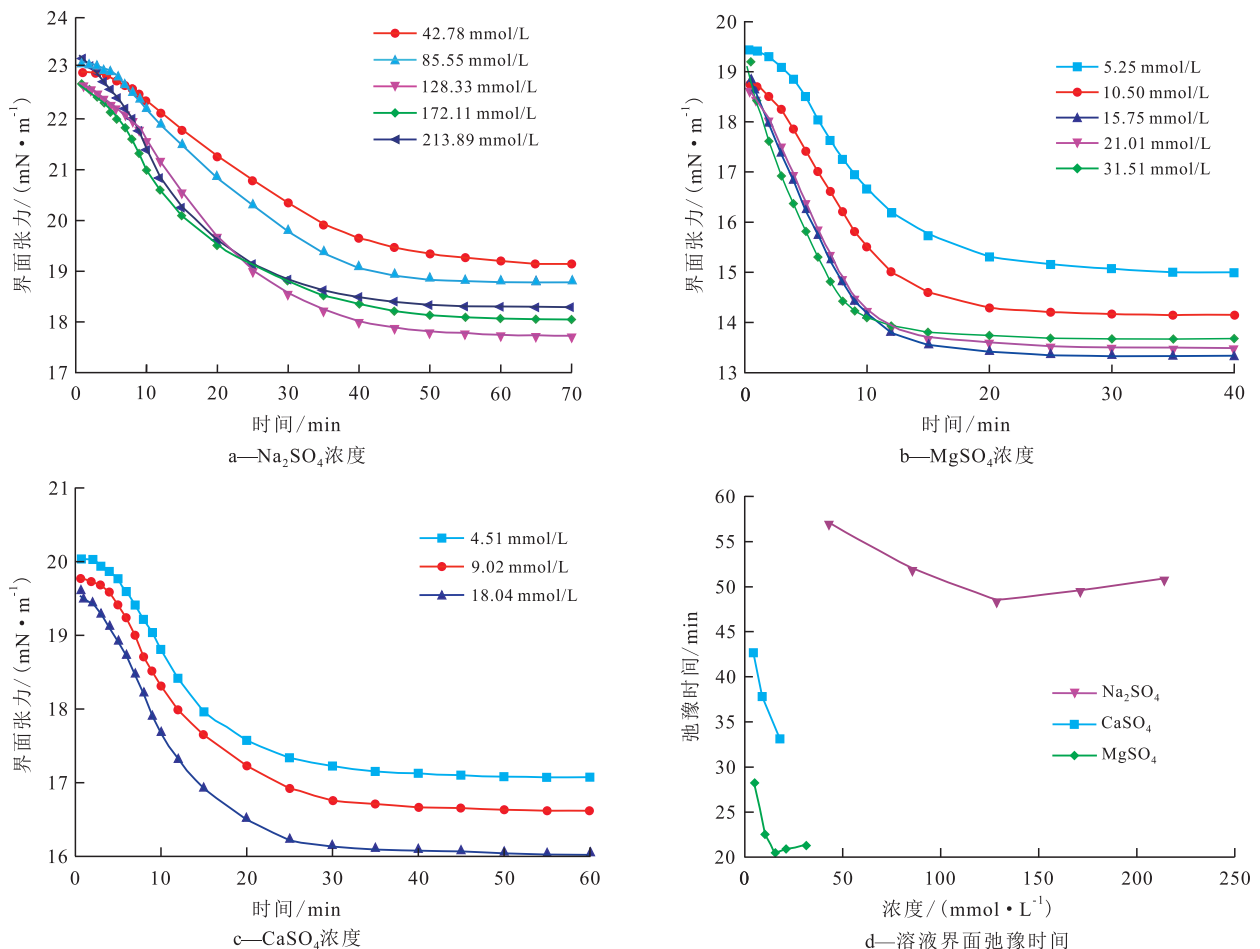 24
23
22
21
20
19
18
17
界面张力/(mN·m⁻¹)
0 10 20 30 40 50 60 70
时间/min
42.78 mmol/L
85.55 mmol/L
128.33 mmol/L
172.11 mmol/L
213.89 mmol/L
a—Na₂SO₄浓度
20
19
18
17
16
15
14
13
界面张力/(mN·m⁻¹)
0 10 20 30 40
时间/min
5.25 mmol/L
10.50 mmol/L
15.75 mmol/L
21.01 mmol/L
31.51 mmol/L
b—MgSO₄浓度
21
20
19
18
17
16
界面张力/(mN·m⁻¹)
0 10 20 30 40 50 60
时间/min
4.51 mmol/L
9.02 mmol/L
18.04 mmol/L
c—CaSO₄浓度
60
55
50
45
40
35
30
25
20
弛豫时间/min
0 50 100 150 200 250
浓度/(mmol·L⁻¹)
Na₂SO₄
CaSO₄
MgSO₄
d—溶液界面弛豫时间